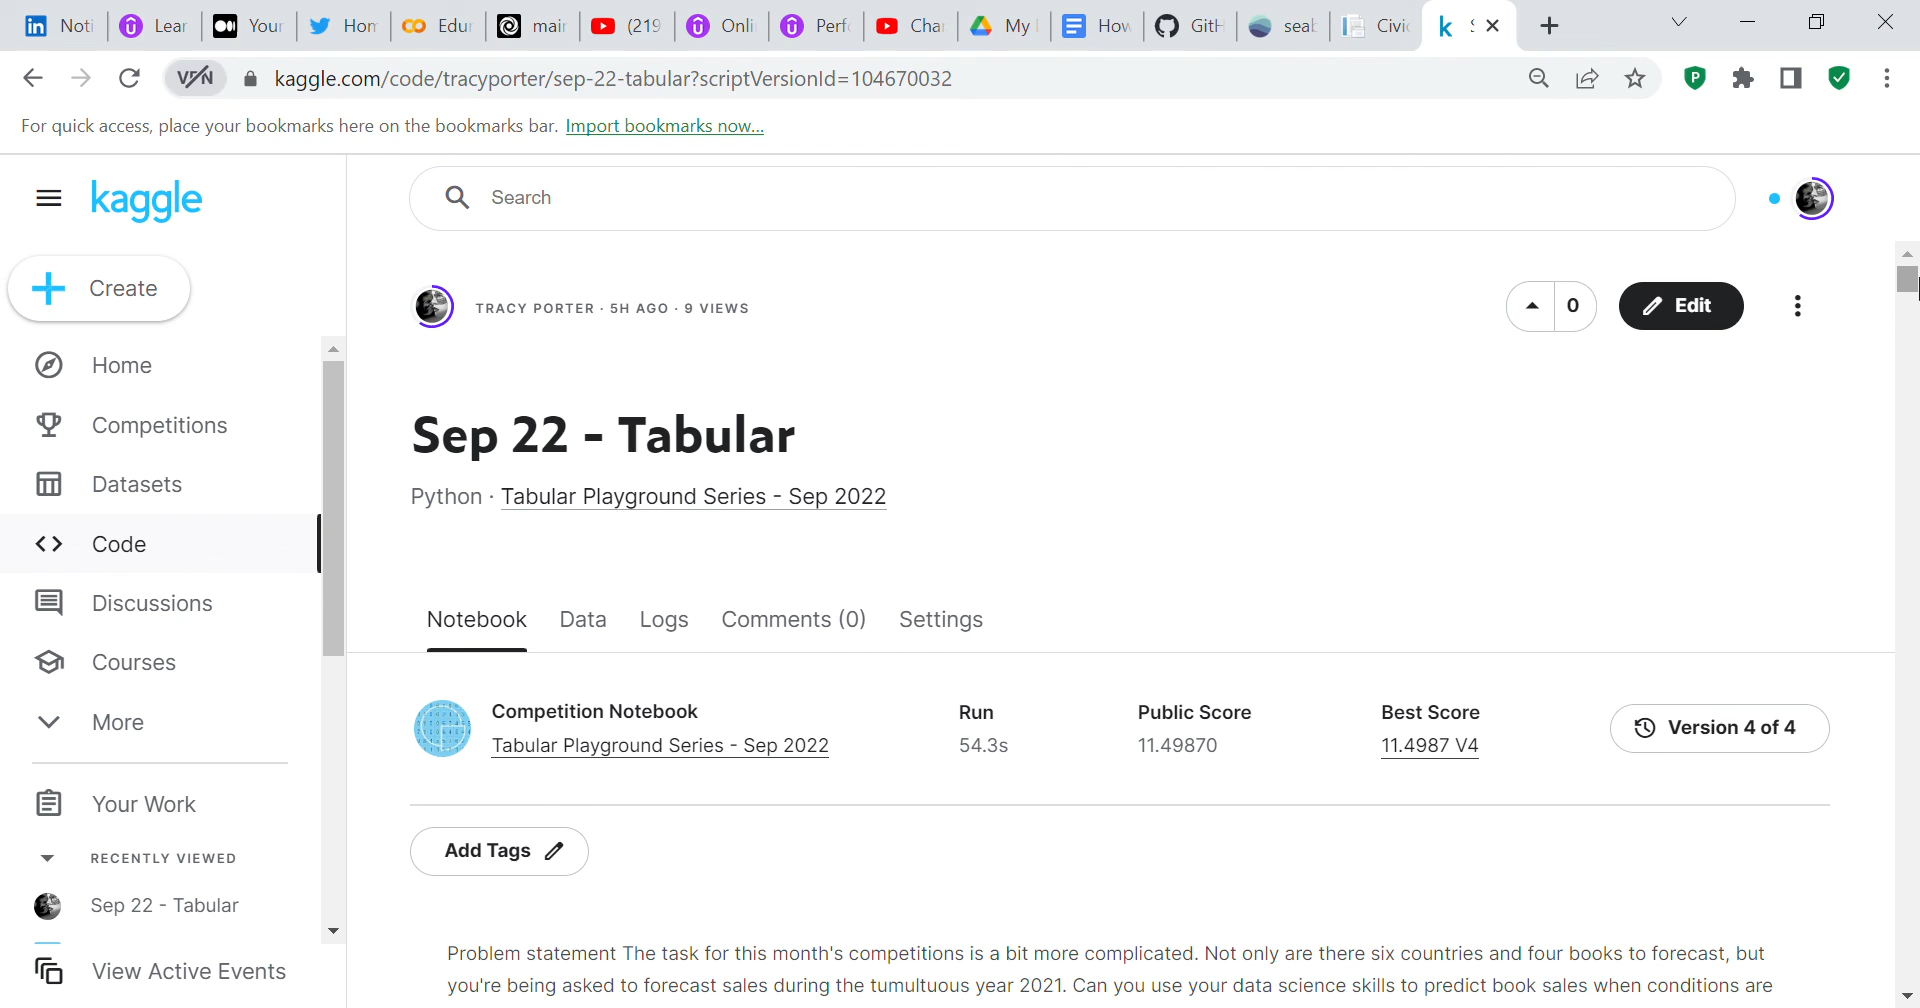 Noti Lear Your Hom Edur mair (219 Onli Perfo Chai My How GitH seab Civic
VPN kaggle.com/code/tracyporter/sep-22-tabular?scriptVersionId=104670032
For quick access, place your bookmarks here on the bookmarks bar. Import bookmarks now...
kaggle
Search
Create
TRACY PORTER · 5H AGO · 9 VIEWS
0
Edit
Home
Competitions
Datasets
Code
Discussions
Courses
More
Your Work
RECENTLY VIEWED
Sep 22 - Tabular
View Active Events
Sep 22 - Tabular
Python · Tabular Playground Series - Sep 2022
Notebook Data Logs Comments (0) Settings
Competition Notebook
Tabular Playground Series - Sep 2022
Run
54.3s
Public Score
11.49870
Best Score
11.4987 V4
Version 4 of 4
Add Tags
Problem statement The task for this month's competitions is a bit more complicated. Not only are there six countries and four books to forecast, but
you're being asked to forecast sales during the tumultuous year 2021. Can you use your data science skills to predict book sales when conditions are